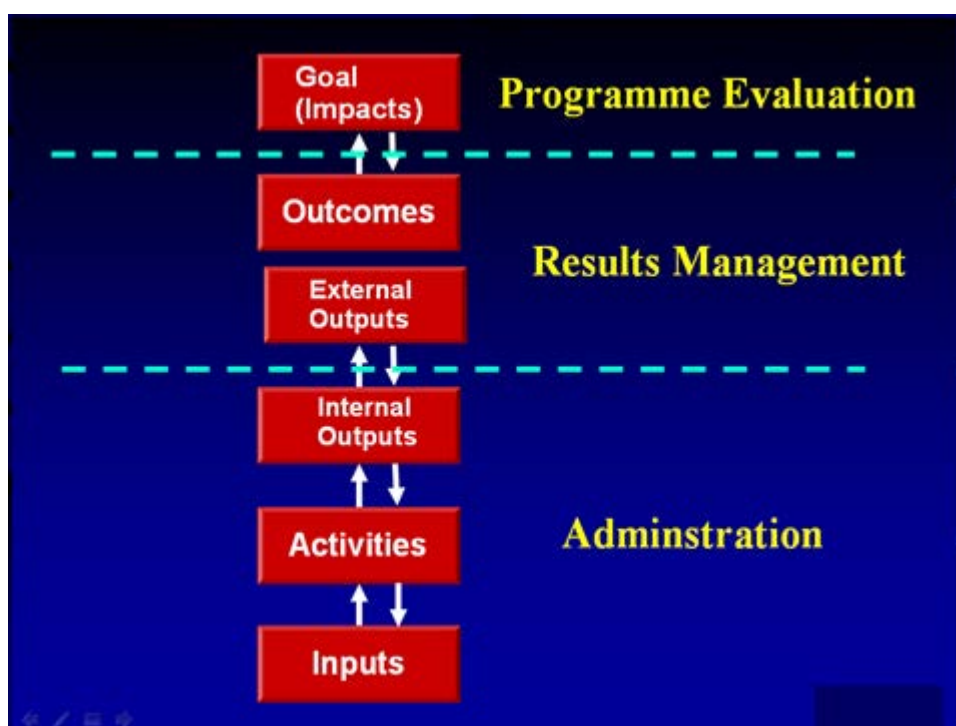 Goal
(Impacts)
Programme Evaluation
Outcomes
Results Management
External
Outputs
Internal
Outputs
Activities
Adminstration
Inputs